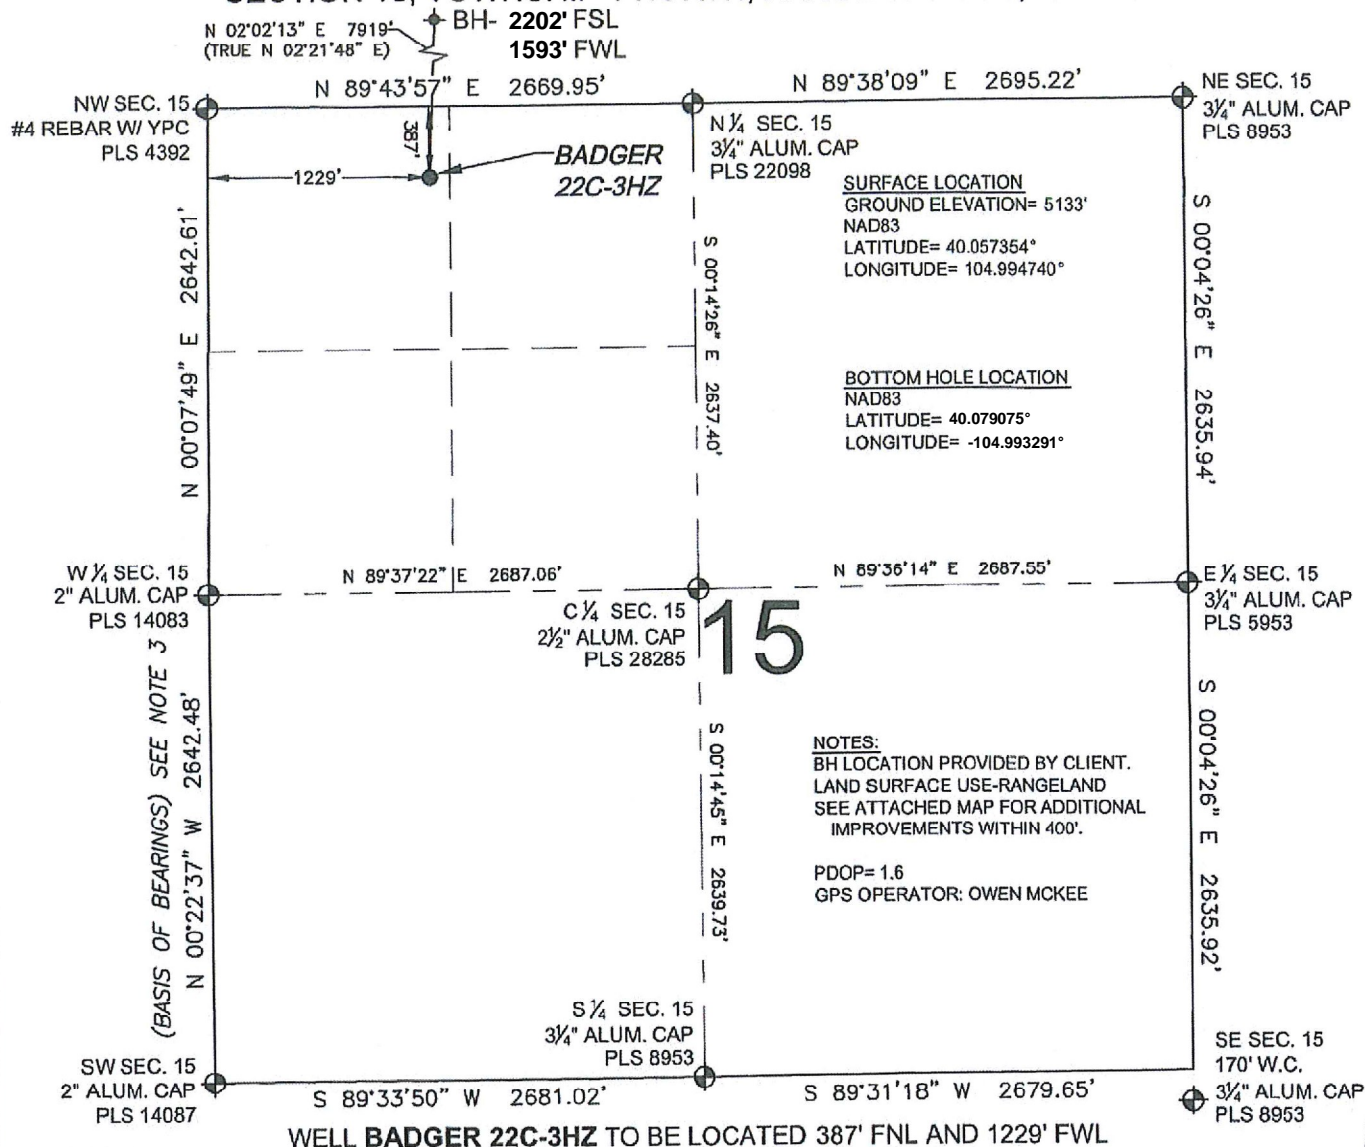 N 02°02'13" E 7919'
(TRUE N 02°21'48" E)
BH- 2202' FSL
1593' FWL
N 89°43'57" E 2669.95'
N 89°38'09" E 2695.22'
NW SEC. 15
#4 REBAR W/ YPC
PLS 4392
387'
1229'
BADGER
22C-3HZ
N 1/4 SEC. 15
3¼" ALUM. CAP
PLS 22098
NE SEC. 15
3¼" ALUM. CAP
PLS 8953
SURFACE LOCATION
GROUND ELEVATION= 5133'
NAD83
LATITUDE= 40.057354°
LONGITUDE= 104.994740°
N 00°07'49" E 2642.61'
S 00°14'26" E 2637.40'
S 00°04'26" E 2635.94'
BOTTOM HOLE LOCATION
NAD83
LATITUDE= 40.079075°
LONGITUDE= -104.993291°
W ¼ SEC. 15
2" ALUM. CAP
PLS 14083
N 89°37'22" E 2687.06'
N 89°36'14" E 2687.55'
E ¼ SEC. 15
3¼" ALUM. CAP
PLS 5953
C ¼ SEC. 15
2½" ALUM. CAP
PLS 28285
15
(BASIS OF BEARINGS) SEE NOTE 3
N 00°22'37" W 2642.48'
S 00°14'45" E 2639.73'
S 00°04'26" E 2635.92'
NOTES:
BH LOCATION PROVIDED BY CLIENT.
LAND SURFACE USE-RANGELAND
SEE ATTACHED MAP FOR ADDITIONAL
IMPROVEMENTS WITHIN 400'.
PDOP= 1.6
GPS OPERATOR: OWEN MCKEE
S ¼ SEC. 15
3¼" ALUM. CAP
PLS 8953
SW SEC. 15
2" ALUM. CAP
PLS 14087
S 89°33'50" W 2681.02'
S 89°31'18" W 2679.65'
SE SEC. 15
170' W.C.
3¼" ALUM. CAP
PLS 8953
WELL BADGER 22C-3HZ TO BE LOCATED 387' FNL AND 1229' FWL